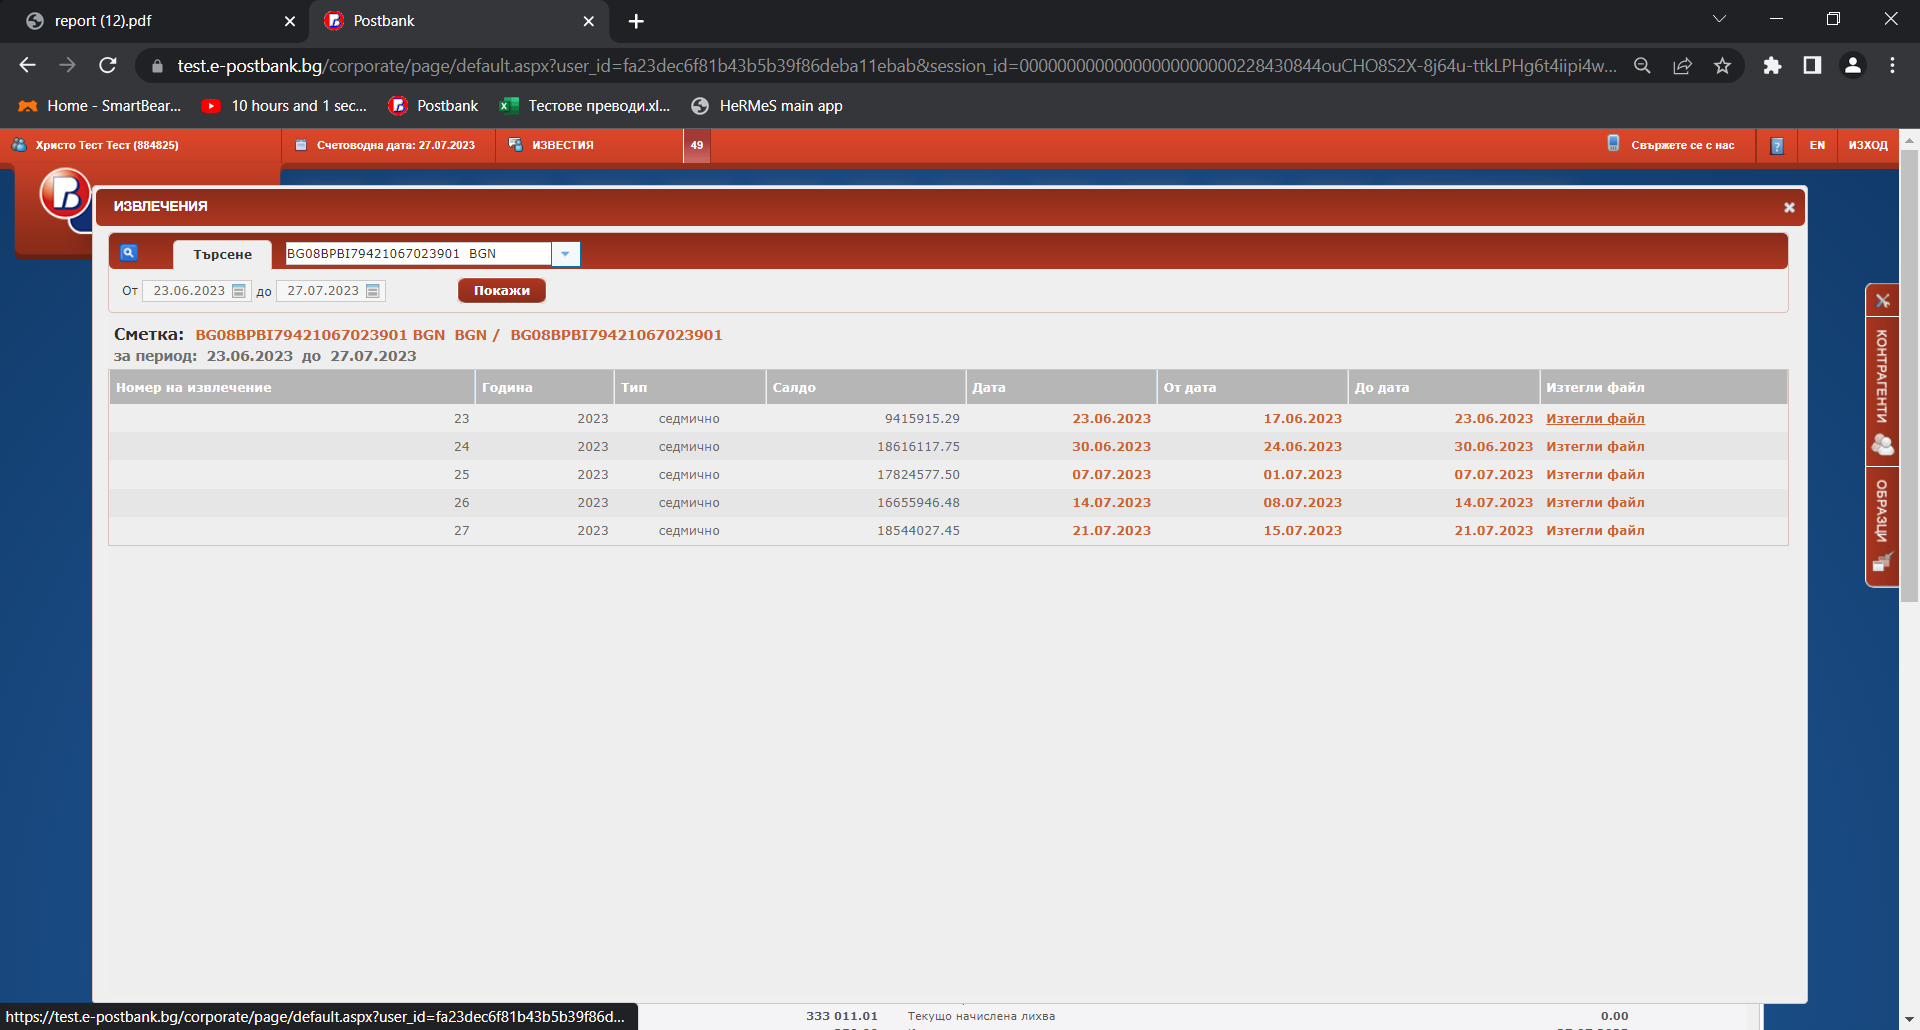 report (12).pdf
Postbank
test.e-postbank.bg/corporate/page/default.aspx?user_id=fa23dec6f81b43b5b39f86deba11ebab&session_id=0000000000000000000000228430844ouCHO8S2X-8j64u-ttkLPHg6t4iipi4w...
Home - SmartBear...
10 hours and 1 sec...
Postbank
Тестове преводи.xl...
HeRMeS main app
Христо Тест Тест (884825)
Счетоводна дата: 27.07.2023
ИЗВЕСТИЯ
49
Свържете се с нас
EN
ИЗХОД
ИЗВЛЕЧЕНИЯ
Търсене BG08BPBI79421067023901 BGN
От 23.06.2023 до 27.07.2023 Покажи
Сметка: BG08BPBI79421067023901 BGN BGN / BG08BPBI79421067023901
за период: 23.06.2023 до 27.07.2023
Номер на извлечение Година Тип Салдо Дата От дата До дата Изтегли файл
23 2023 седмично 9415915.29 23.06.2023 17.06.2023 23.06.2023 Изтегли файл
24 2023 седмично 18616117.75 30.06.2023 24.06.2023 30.06.2023 Изтегли файл
25 2023 седмично 17824577.50 07.07.2023 01.07.2023 07.07.2023 Изтегли файл
26 2023 седмично 16655946.48 14.07.2023 08.07.2023 14.07.2023 Изтегли файл
27 2023 седмично 18544027.45 21.07.2023 15.07.2023 21.07.2023 Изтегли файл
КОНТРАГЕНТИ
ОБРАЗЦИ
333 011.01 Текущо начислена лихва 0.00
https://test.e-postbank.bg/corporate/page/default.aspx?user_id=fa23dec6f81b43b5b39f86d...